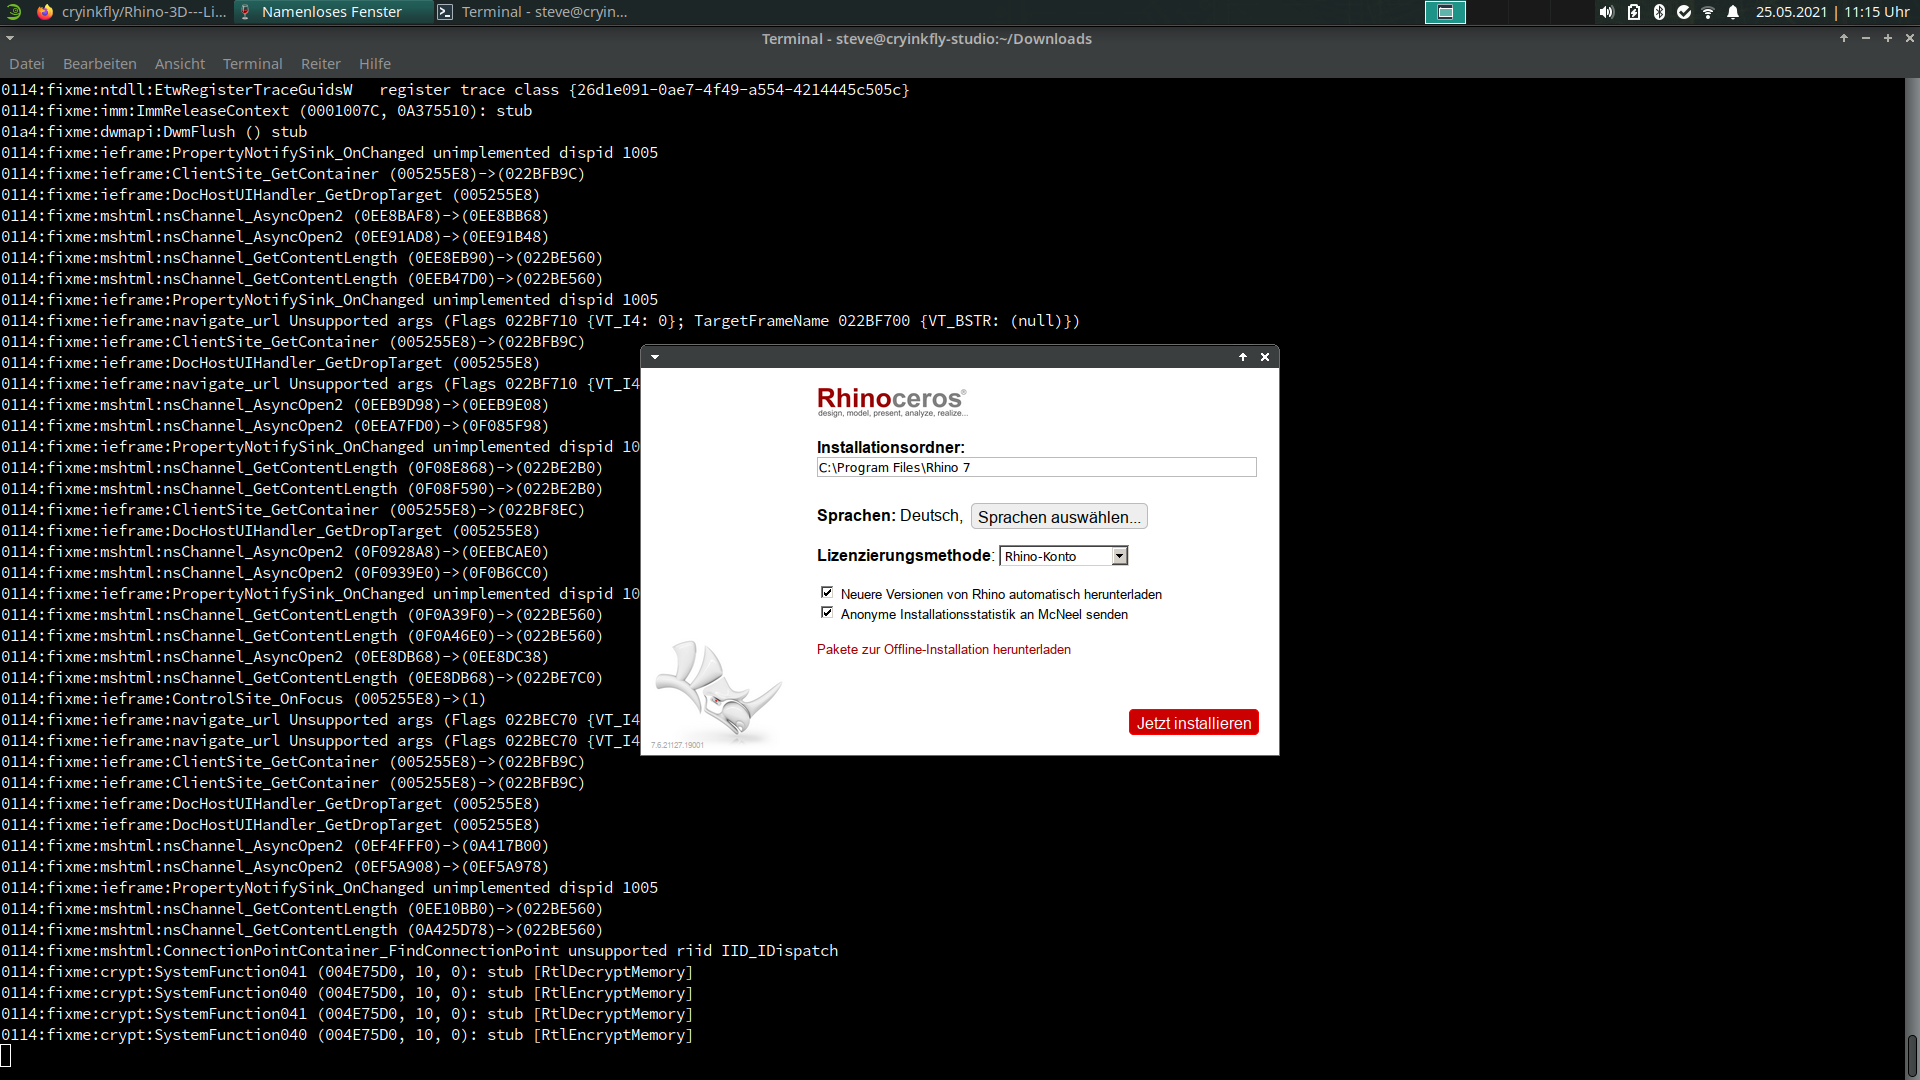 cryinkfly/Rhino-3D---Li...
Namenloses Fenster
Terminal - steve@cryin...
25.05.2021 | 11:15 Uhr
Terminal - steve@cryinkfly-studio:~/Downloads
Datei Bearbeiten Ansicht Terminal Reiter Hilfe
0114:fixme:ntdll:EtwRegisterTraceGuidsW   register trace class {26d1e091-0ae7-4f49-a554-4214445c505c}
0114:fixme:imm:ImmReleaseContext (0001007C, 0A375510): stub
01a4:fixme:dwmapi:DwmFlush () stub
0114:fixme:ieframe:PropertyNotifySink_OnChanged unimplemented dispid 1005
0114:fixme:ieframe:ClientSite_GetContainer (005255E8)->(022BFB9C)
0114:fixme:ieframe:DocHostUIHandler_GetDropTarget (005255E8)
0114:fixme:mshtml:nsChannel_AsyncOpen2 (0EE8BAF8)->(0EE8BB68)
0114:fixme:mshtml:nsChannel_AsyncOpen2 (0EE91AD8)->(0EE91B48)
0114:fixme:mshtml:nsChannel_GetContentLength (0EE8EB90)->(022BE560)
0114:fixme:mshtml:nsChannel_GetContentLength (0EEB47D0)->(022BE560)
0114:fixme:ieframe:PropertyNotifySink_OnChanged unimplemented dispid 1005
0114:fixme:ieframe:navigate_url Unsupported args (Flags 022BF710 {VT_I4: 0}; TargetFrameName 022BF700 {VT_BSTR: (null)})
0114:fixme:ieframe:ClientSite_GetContainer (005255E8)->(022BFB9C)
0114:fixme:ieframe:DocHostUIHandler_GetDropTarget (005255E8)
0114:fixme:ieframe:navigate_url Unsupported args (Flags 022BF710 {VT_I4
0114:fixme:mshtml:nsChannel_AsyncOpen2 (0EEB9D98)->(0EEB9E08)
0114:fixme:mshtml:nsChannel_AsyncOpen2 (0EEA7FD0)->(0F085F98)
0114:fixme:ieframe:PropertyNotifySink_OnChanged unimplemented dispid 10
0114:fixme:mshtml:nsChannel_GetContentLength (0F08E868)->(022BE2B0)
0114:fixme:mshtml:nsChannel_GetContentLength (0F08F590)->(022BE2B0)
0114:fixme:ieframe:ClientSite_GetContainer (005255E8)->(022BF8EC)
0114:fixme:ieframe:DocHostUIHandler_GetDropTarget (005255E8)
0114:fixme:mshtml:nsChannel_AsyncOpen2 (0F0928A8)->(0EEBCAE0)
0114:fixme:mshtml:nsChannel_AsyncOpen2 (0F0939E0)->(0F0B6CC0)
0114:fixme:ieframe:PropertyNotifySink_OnChanged unimplemented dispid 10
0114:fixme:mshtml:nsChannel_GetContentLength (0F0A39F0)->(022BE560)
0114:fixme:mshtml:nsChannel_GetContentLength (0F0A46E0)->(022BE560)
0114:fixme:mshtml:nsChannel_AsyncOpen2 (0EE8DB68)->(0EE8DC38)
0114:fixme:mshtml:nsChannel_GetContentLength (0EE8DB68)->(022BE7C0)
0114:fixme:ieframe:ControlSite_OnFocus (005255E8)->(1)
0114:fixme:ieframe:navigate_url Unsupported args (Flags 022BEC70 {VT_I4
0114:fixme:ieframe:navigate_url Unsupported args (Flags 022BEC70 {VT_I4
0114:fixme:ieframe:ClientSite_GetContainer (005255E8)->(022BFB9C)
0114:fixme:ieframe:ClientSite_GetContainer (005255E8)->(022BFB9C)
0114:fixme:ieframe:DocHostUIHandler_GetDropTarget (005255E8)
0114:fixme:ieframe:DocHostUIHandler_GetDropTarget (005255E8)
0114:fixme:mshtml:nsChannel_AsyncOpen2 (0EF4FFF0)->(0A417B00)
0114:fixme:mshtml:nsChannel_AsyncOpen2 (0EF5A908)->(0EF5A978)
0114:fixme:ieframe:PropertyNotifySink_OnChanged unimplemented dispid 1005
0114:fixme:mshtml:nsChannel_GetContentLength (0EE10BB0)->(022BE560)
0114:fixme:mshtml:nsChannel_GetContentLength (0A425D78)->(022BE560)
0114:fixme:mshtml:ConnectionPointContainer_FindConnectionPoint unsupported riid IID_IDispatch
0114:fixme:crypt:SystemFunction041 (004E75D0, 10, 0): stub [RtlDecryptMemory]
0114:fixme:crypt:SystemFunction040 (004E75D0, 10, 0): stub [RtlEncryptMemory]
0114:fixme:crypt:SystemFunction041 (004E75D0, 10, 0): stub [RtlDecryptMemory]
0114:fixme:crypt:SystemFunction040 (004E75D0, 10, 0): stub [RtlEncryptMemory]
Rhinoceros®
design, model, present, analyze, realize...
Installationsordner:
C:\Program Files\Rhino 7
Sprachen: Deutsch, Sprachen auswählen...
Lizenzierungsmethode: Rhino-Konto
Neuere Versionen von Rhino automatisch herunterladen
Anonyme Installationsstatistik an McNeel senden
Pakete zur Offline-Installation herunterladen
Jetzt installieren
7.6.21127.19001